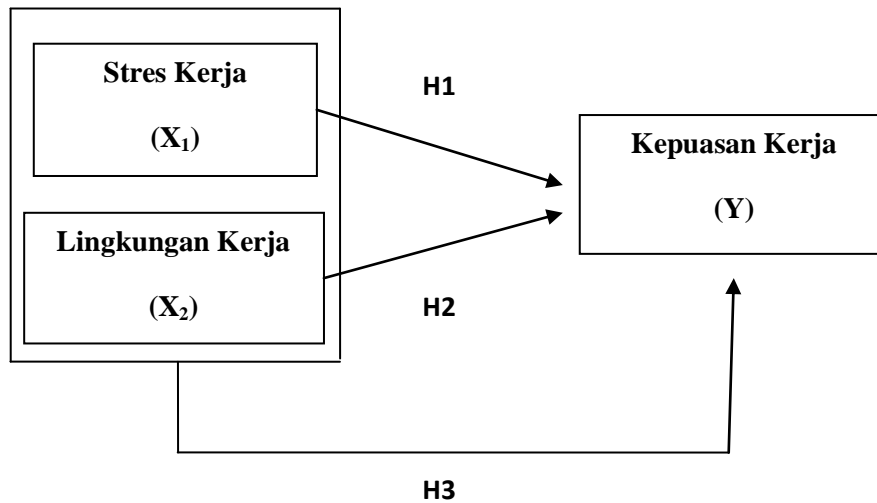 Stres Kerja
(X₁)
H1
Kepuasan Kerja
(Y)
Lingkungan Kerja
(X₂)
H2
H3